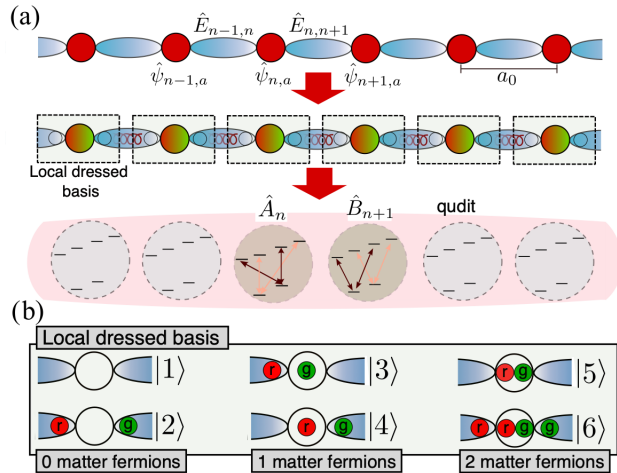 (a)
Ê_{n-1,n} Ê_{n,n+1}
ψ̂_{n-1,a} ψ̂_{n,a} ψ̂_{n+1,a} a_0
Local dressed
basis
Â_n B̂_{n+1} qudit
(b)
Local dressed basis
|1⟩ r g |3⟩ r g |5⟩
r g |2⟩ r g |4⟩ r r g g |6⟩
0 matter fermions 1 matter fermions 2 matter fermions